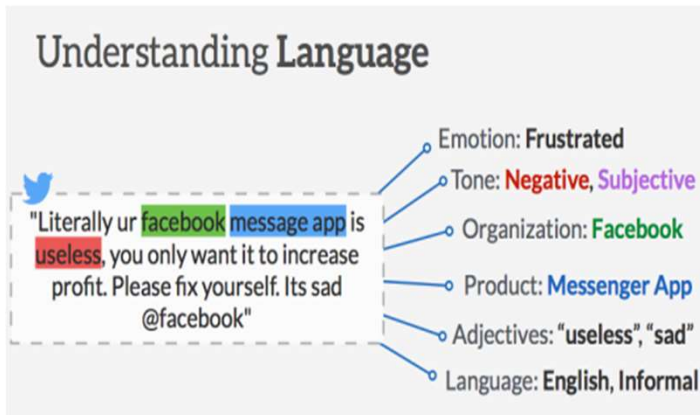 Understanding Language
"Literally ur facebook message app is
useless, you only want it to increase
profit. Please fix yourself. Its sad
@facebook"
Emotion: Frustrated
Tone: Negative, Subjective
Organization: Facebook
Product: Messenger App
Adjectives: “useless”, “sad”
Language: English, Informal